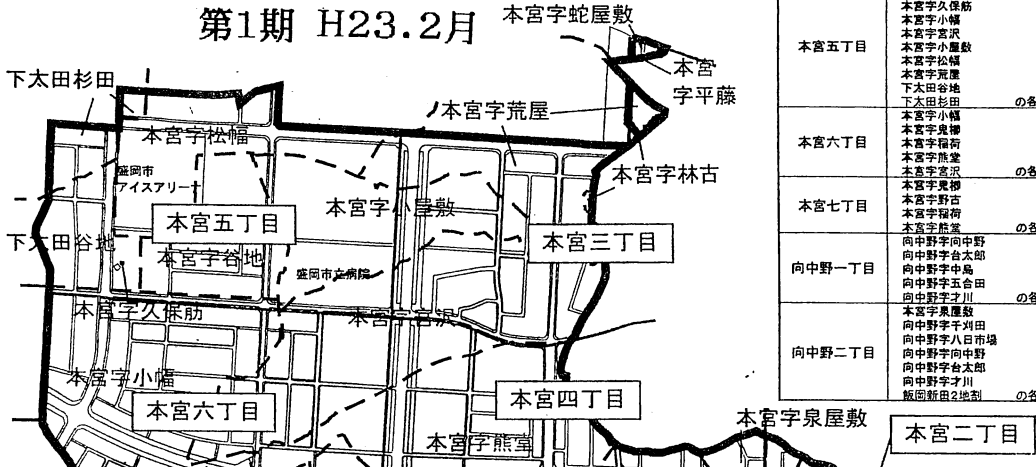 第1期 H23.2月
本宮字蛇屋敷
本宮
字平藤
下太田杉田
本宮字荒屋
本宮字松幅
盛岡市
アイスアリーナ
本宮字林古
本宮字小屋敷
本宮五丁目
本宮三丁目
下太田谷地
本宮字谷地
盛岡市立病院
本宮字久保筋
本宮字宮沢
本宮字小幅
本宮六丁目
本宮四丁目
本宮字熊堂
本宮字泉屋敷
本宮二丁目
本宮五丁目
本宮字久保筋
本宮字小幅
本宮字宮沢
本宮字小屋敷
本宮字松幅
本宮字荒屋
下太田谷地
下太田杉田 の各
本宮六丁目
本宮字小幅
本宮字鬼柳
本宮字稲荷
本宮字熊堂
本宮字宮沢 の各
本宮七丁目
本宮字鬼柳
本宮字野古
本宮字稲荷
本宮字熊堂 の各
向中野一丁目
向中野字向中野
向中野字台太郎
向中野字中島
向中野字五合田
向中野字才川 の各
向中野二丁目
本宮字泉屋敷
向中野字千刈田
向中野字八日市場
向中野字向中野
向中野字台太郎
向中野字才川
飯岡新田2地割 の各